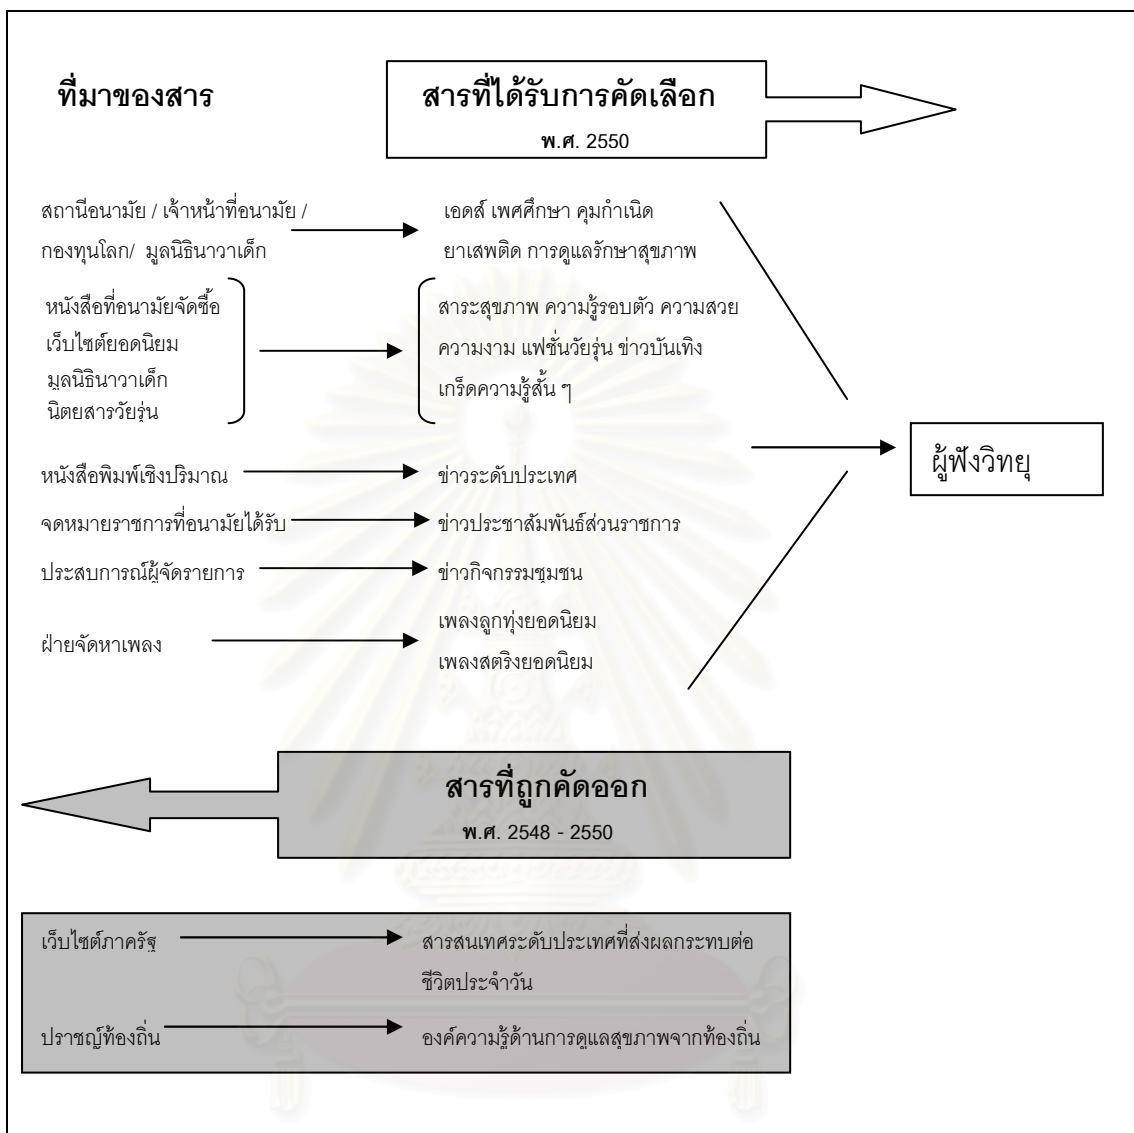 ที่มาของสาร
สารที่ได้รับการคัดเลือก
พ.ศ. 2550
สถานีอนามัย / เจ้าหน้าที่อนามัย /
กองทุนโลก/ มูลนิธินาวาเด็ก
เอดส์ เพศศึกษา คุมกำเนิด
ยาเสพติด การดูแลรักษาสุขภาพ
หนังสือที่อนามัยจัดซื้อ
เว็บไซต์ยอดนิยม
มูลนิธินาวาเด็ก
นิตยสารวัยรุ่น
สาระสุขภาพ ความรู้รอบตัว ความสวย
ความงาม แฟชั่นวัยรุ่น ข่าวบันเทิง
เกร็ดความรู้สั้น ๆ
หนังสือพิมพ์เชิงปริมาณ
ข่าวระดับประเทศ
จดหมายราชการที่อนามัยได้รับ
ข่าวประชาสัมพันธ์ส่วนราชการ
ประสบการณ์ผู้จัดรายการ
ข่าวกิจกรรมชุมชน
ฝ่ายจัดหาเพลง
เพลงลูกทุ่งยอดนิยม
เพลงสตริงยอดนิยม
ผู้ฟังวิทยุ
สารที่ถูกคัดออก
พ.ศ. 2548 - 2550
เว็บไซต์ภาครัฐ
สารสนเทศระดับประเทศที่ส่งผลกระทบต่อ
ชีวิตประจำวัน
ปราชญ์ท้องถิ่น
องค์ความรู้ด้านการดูแลสุขภาพจากท้องถิ่น